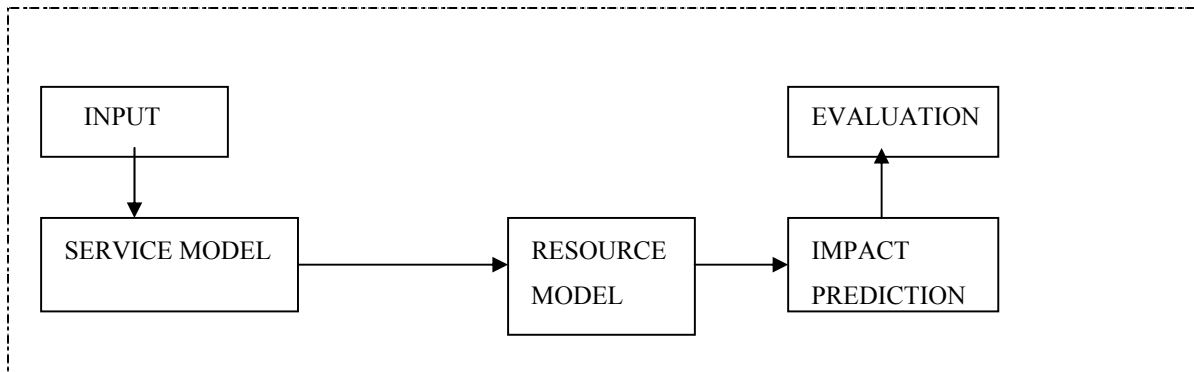 INPUT
EVALUATION
SERVICE MODEL
RESOURCE
MODEL
IMPACT
PREDICTION